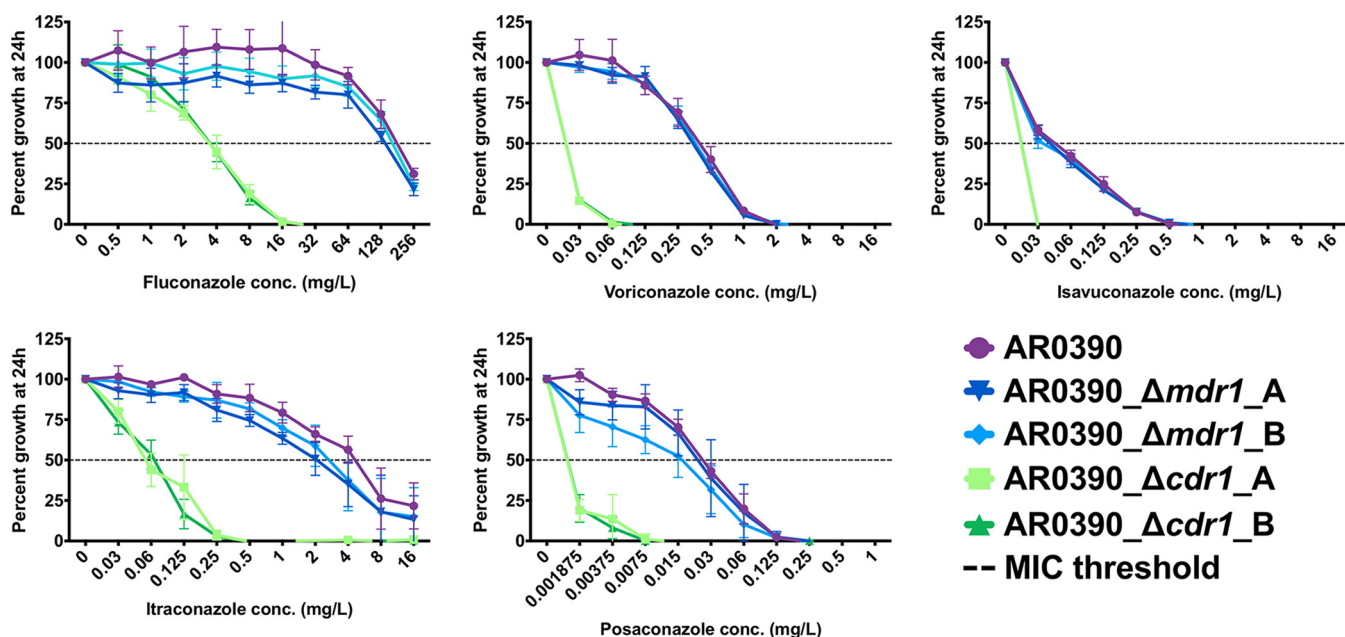 Percent growth at 24h
125
100
75
50
25
0
0 0.5 1 2 4 8 16 32 64 128 256
Fluconazole conc. (mg/L)
Percent growth at 24h
125
100
75
50
25
0
0 0.03 0.06 0.125 0.25 0.5 1 2 4 8 16
Voriconazole conc. (mg/L)
Percent growth at 24h
125
100
75
50
25
0
0 0.03 0.06 0.125 0.25 0.5 1 2 4 8 16
Isavuconazole conc. (mg/L)
Percent growth at 24h
125
100
75
50
25
0
0 0.03 0.06 0.125 0.25 0.5 1 2 4 8 16
Itraconazole conc. (mg/L)
Percent growth at 24h
125
100
75
50
25
0
0 0.001875 0.00375 0.0075 0.015 0.03 0.06 0.125 0.25 0.5 1
Posaconazole conc. (mg/L)
AR0390
AR0390_Δmdr1_A
AR0390_Δmdr1_B
AR0390_Δcdr1_A
AR0390_Δcdr1_B
MIC threshold